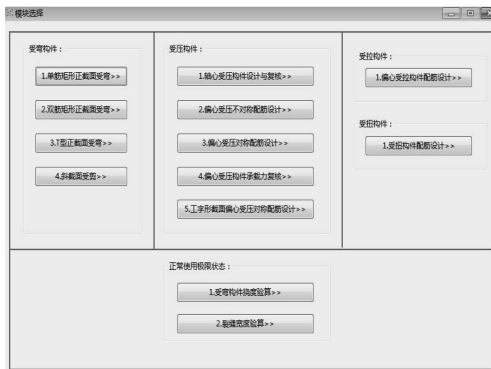 模块选择
受弯构件：
1.单筋矩形正截面受弯>>
2.双筋矩形正截面受弯>>
3.T型正截面受弯>>
4.斜截面受剪>>
受压构件：
1.轴心受压构件设计与复核>>
2.偏心受压不对称配筋设计>>
3.偏心受压对称配筋设计>>
4.偏心受压构件承载力复核>>
5.工字形截面偏心受压对称配筋设计>>
受拉构件：
1.偏心受拉构件配筋设计>>
受扭构件：
1.受扭构件配筋设计>>
正常使用极限状态：
1.受弯构件挠度验算>>
2.裂缝宽度验算>>